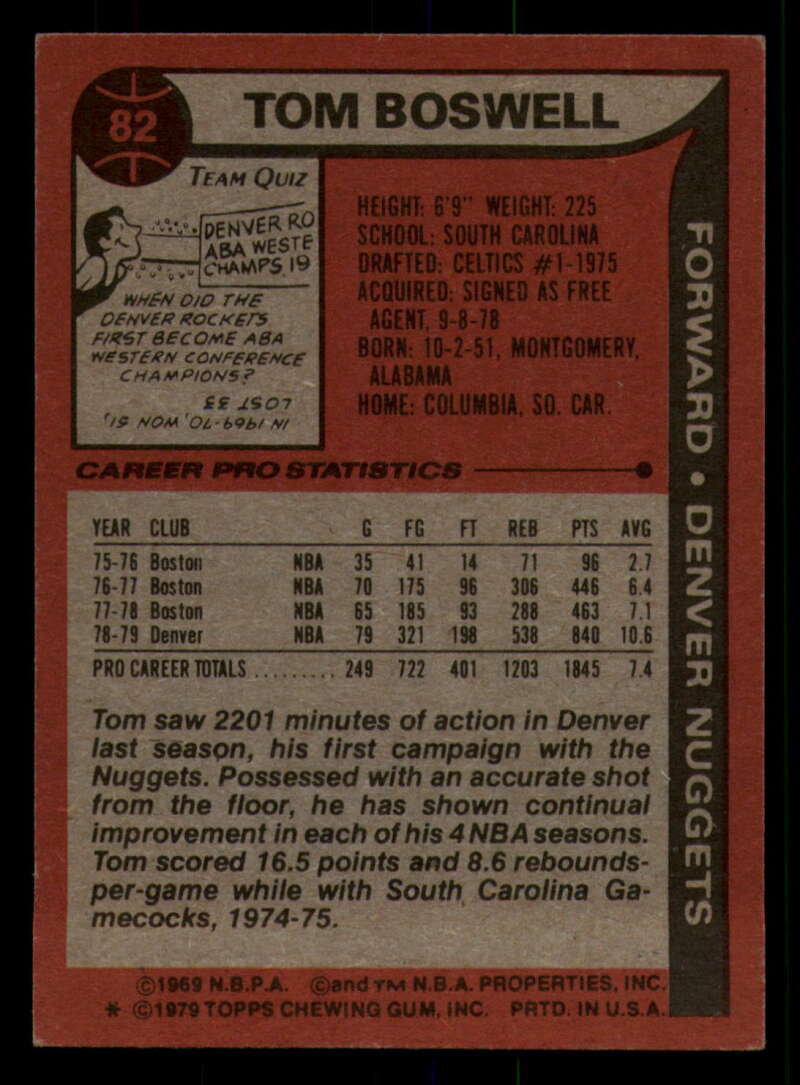 82
TOM BOSWELL
TEAM QUIZ
DENVER RO
ABA WESTE
CHAMPS 19
WHEN DID THE
DENVER ROCKETS
FIRST BECOME ABA
WESTERN CONFERENCE
CHAMPIONS?
IN 1969-70, WON 51,
LOST 33
HEIGHT: 6'9" WEIGHT: 225
SCHOOL: SOUTH CAROLINA
DRAFTED: CELTICS #1-1975
ACQUIRED: SIGNED AS FREE
AGENT, 9-8-78
BORN: 10-2-51, MONTGOMERY,
ALABAMA
HOME: COLUMBIA, SO. CAR.
FORWARD • DENVER NUGGETS
CAREER PRO STATISTICS
YEAR CLUB G FG FT REB PTS AVG
75-76 Boston NBA 35 41 14 71 96 2.7
76-77 Boston NBA 70 175 96 306 446 6.4
77-78 Boston NBA 65 185 93 288 463 7.1
78-79 Denver NBA 79 321 198 538 840 10.6
PRO CAREER TOTALS ......... 249 722 401 1203 1845 7.4
Tom saw 2201 minutes of action in Denver
last season, his first campaign with the
Nuggets. Possessed with an accurate shot
from the floor, he has shown continual
improvement in each of his 4 NBA seasons.
Tom scored 16.5 points and 8.6 rebounds-
per-game while with South Carolina Ga-
mecocks, 1974-75.
©1969 N.B.P.A. ©and TM N.B.A. PROPERTIES, INC.
* ©1979 TOPPS CHEWING GUM, INC. PRTD. IN U.S.A.